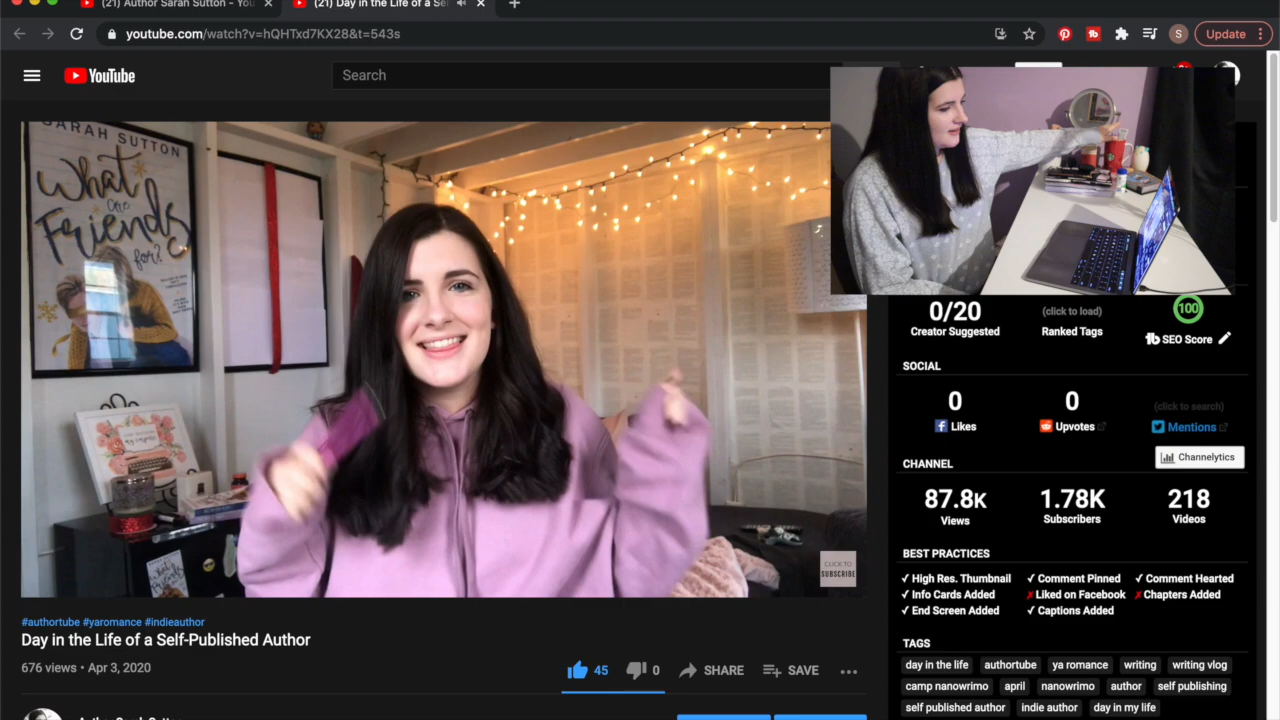 (21) Author Sarah Sutton - You
(21) Day in the Life of a Sel
youtube.com/watch?v=hQHTxd7KX28&t=543s
S
Update
YouTube
Search
SARAH SUTTON
What
Are
Friends
for?
CLICK TO
SUBSCRIBE
#authortube #yaromance #indieauthor
Day in the Life of a Self-Published Author
676 views • Apr 3, 2020
45
0
SHARE
SAVE
Author Sarah Sutton
0/20
Creator Suggested
(click to load)
Ranked Tags
100
tb SEO Score
SOCIAL
0
Likes
0
Upvotes
(click to search)
Mentions
CHANNEL
Channelytics
87.8K
Views
1.78K
Subscribers
218
Videos
BEST PRACTICES
✓ High Res. Thumbnail ✓ Comment Pinned ✓ Comment Hearted
✓ Info Cards Added ✗ Liked on Facebook ✗ Chapters Added
✓ End Screen Added ✓ Captions Added
TAGS
day in the life authortube ya romance writing writing vlog
camp nanowrimo april nanowrimo author self publishing
self published author indie author day in my life